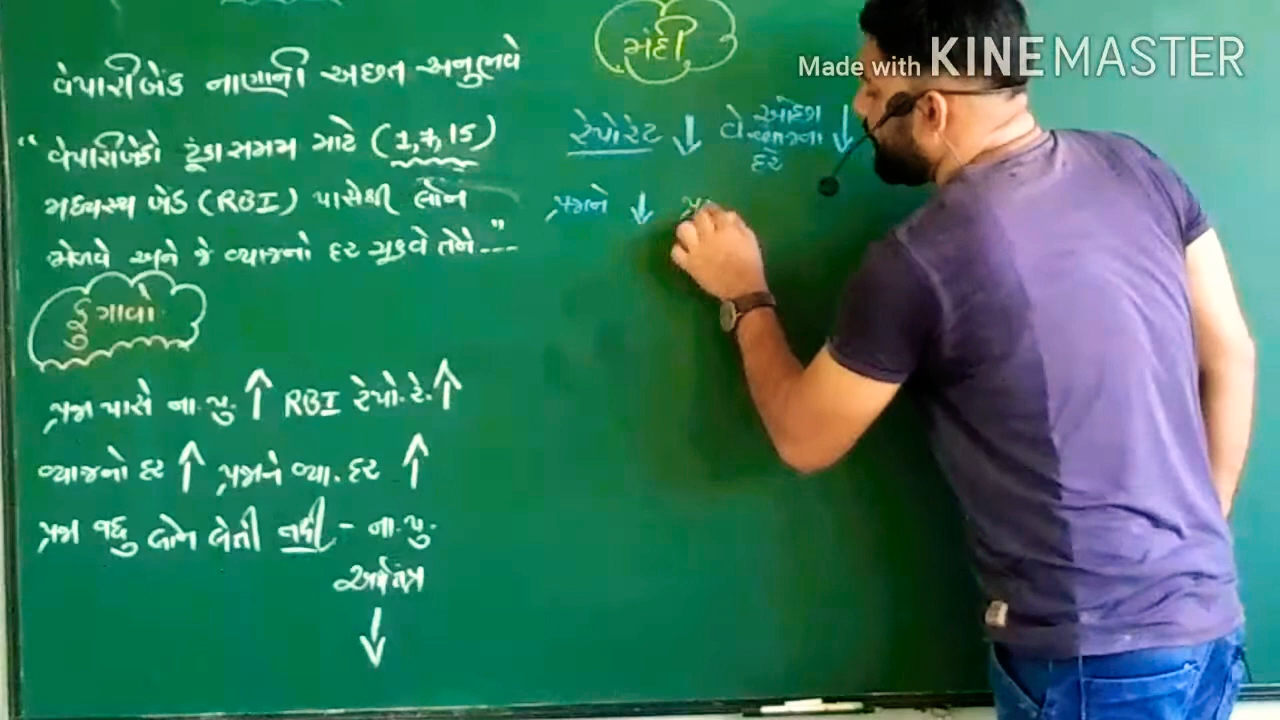 વેપારીબેંક નાણાની અછત અનુભવે
"વેપારીબેંકો ટૂંકાસમય માટે (1,7,15)
મધ્યસ્થ બેંક (RBI) પાસેથી લોન
મેળવે અને જે વ્યાજનો દર ચૂકવે તેને ---"
ફુગાવો
પ્રજા પાસે ના.પુ. ↑ RBI રેપો.રે. ↑
વ્યાજનો દર ↑ પ્રજાને વ્યા. દર ↑
પ્રજા વધુ લોન લેતી નથી - ના.પુ.
અર્થતંત્ર
↓
મંદી
રેપોરેટ ↓ વે વ્યાજના ↓
દરે
પ્રજાને ↓ પ્ર
Made with KINEMASTER